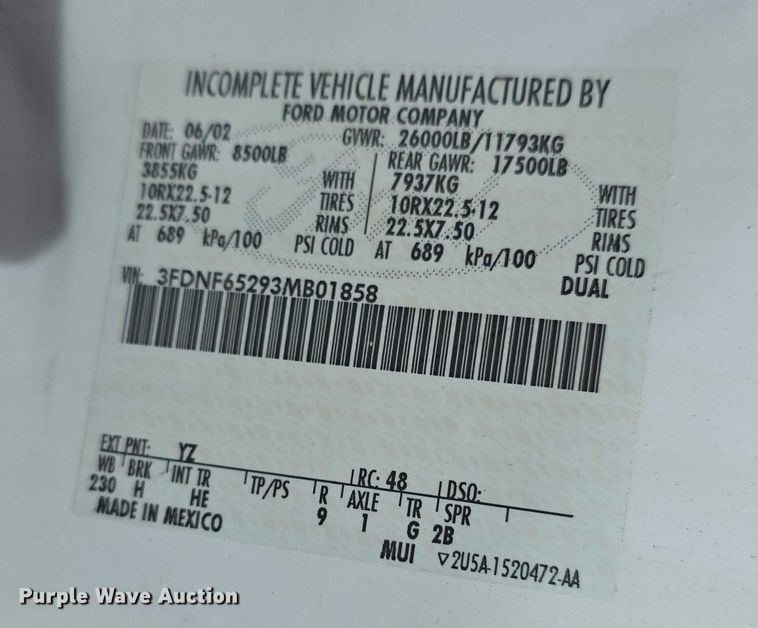 INCOMPLETE VEHICLE MANUFACTURED BY
FORD MOTOR COMPANY
DATE: 06/02 GVWR: 26000LB/11793KG
FRONT GAWR: 8500LB REAR GAWR: 17500LB
3855KG WITH 7937KG WITH
10RX22.5-12 TIRES 10RX22.5-12 TIRES
22.5X7.50 RIMS 22.5X7.50 RIMS
AT 689 kPa/100 PSI COLD AT 689 kPa/100 PSI COLD
DUAL
VIN: 3FDNF65293MB01858
EXT PNT: YZ RC: 48 DSO:
WB BRK INT TR TP/PS R AXLE TR SPR
230 H HE 9 1 G 2B
MADE IN MEXICO MUI ▽2U5A-1520472-AA
Purple Wave Auction